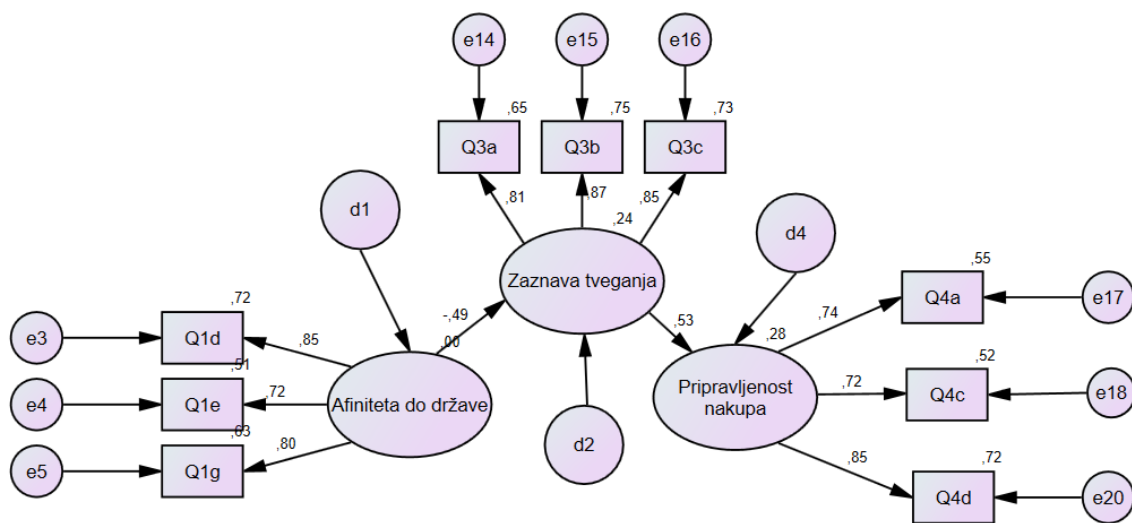 e14
e15
e16
,65
,75
,73
Q3a
Q3b
Q3c
,81
,87
,85
d1
,24
d4
Zaznava tveganja
,55
e17
Q4a
,72
-,49
,53
,74
e3
Q1d
,85
,00
,28
,51
,52
e4
Q1e
,72
Afiniteta do države
Pripravljenost
nakupa
,72
Q4c
e18
,63
d2
e5
Q1g
,80
,85
,72
Q4d
e20